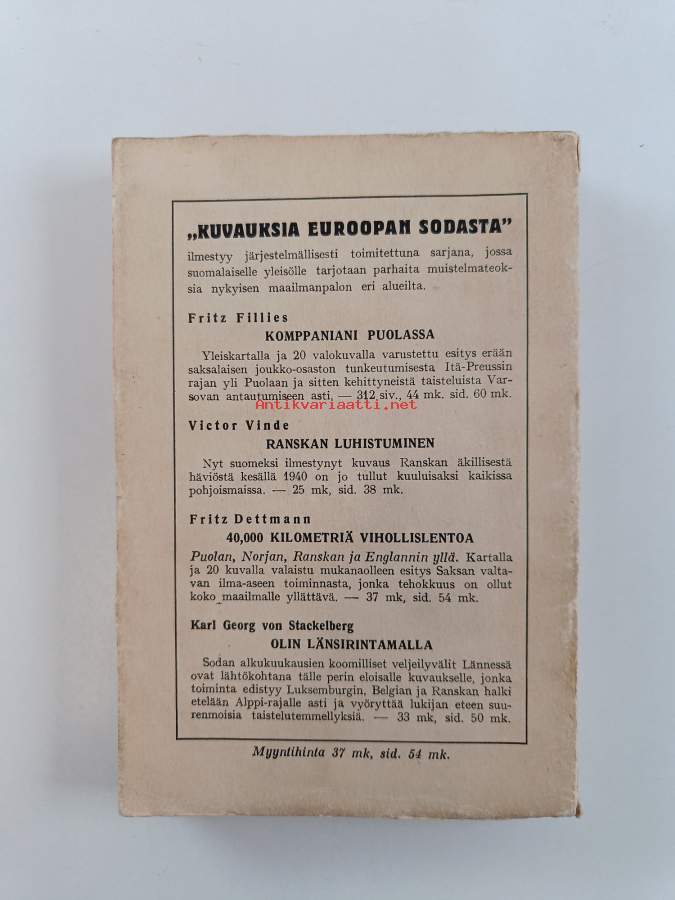 „KUVAUKSIA EUROOPAN SODASTA”
ilmestyy järjestelmällisesti toimitettuna sarjana, jossa
suomalaiselle yleisölle tarjotaan parhaita muistelmateok-
sia nykyisen maailmanpalon eri alueilta.
Fritz Fillies
KOMPPANIANI PUOLASSA
Yleiskartalla ja 20 valokuvalla varustettu esitys erään
saksalaisen joukko-osaston tunkeutumisesta Itä-Preussin
rajan yli Puolaan ja sitten kehittyneistä taisteluista Var-
sovan antautumiseen asti. — 312 siv., 44 mk. sid. 60 mk.
Antikvariaatti.net
Victor Vinde
RANSKAN LUHISTUMINEN
Nyt suomeksi ilmestynyt kuvaus Ranskan äkillisestä
häviöstä kesällä 1940 on jo tullut kuuluisaksi kaikissa
pohjoismaissa. — 25 mk, sid. 38 mk.
Fritz Dettmann
40,000 KILOMETRIÄ VIHOLLISLENTOA
Puolan, Norjan, Ranskan ja Englannin yllä. Kartalla
ja 20 kuvalla valaistu mukanaolleen esitys Saksan valta-
van ilma-aseen toiminnasta, jonka tehokkuus on ollut
koko maailmalle yllättävä. — 37 mk, sid. 54 mk.
Karl Georg von Stackelberg
OLIN LÄNSIRINTAMALLA
Sodan alkukuukausien koomilliset veljeilyvälit Lännessä
ovat lähtökohtana tälle perin eloisalle kuvaukselle, jonka
toiminta edistyy Luksemburgin, Belgian ja Ranskan halki
etelään Alppi-rajalle asti ja vyöryttää lukijan eteen suu-
renmoisia taistelutemmellyksiä. — 33 mk, sid. 50 mk.
Myyntihinta 37 mk, sid. 54 mk.